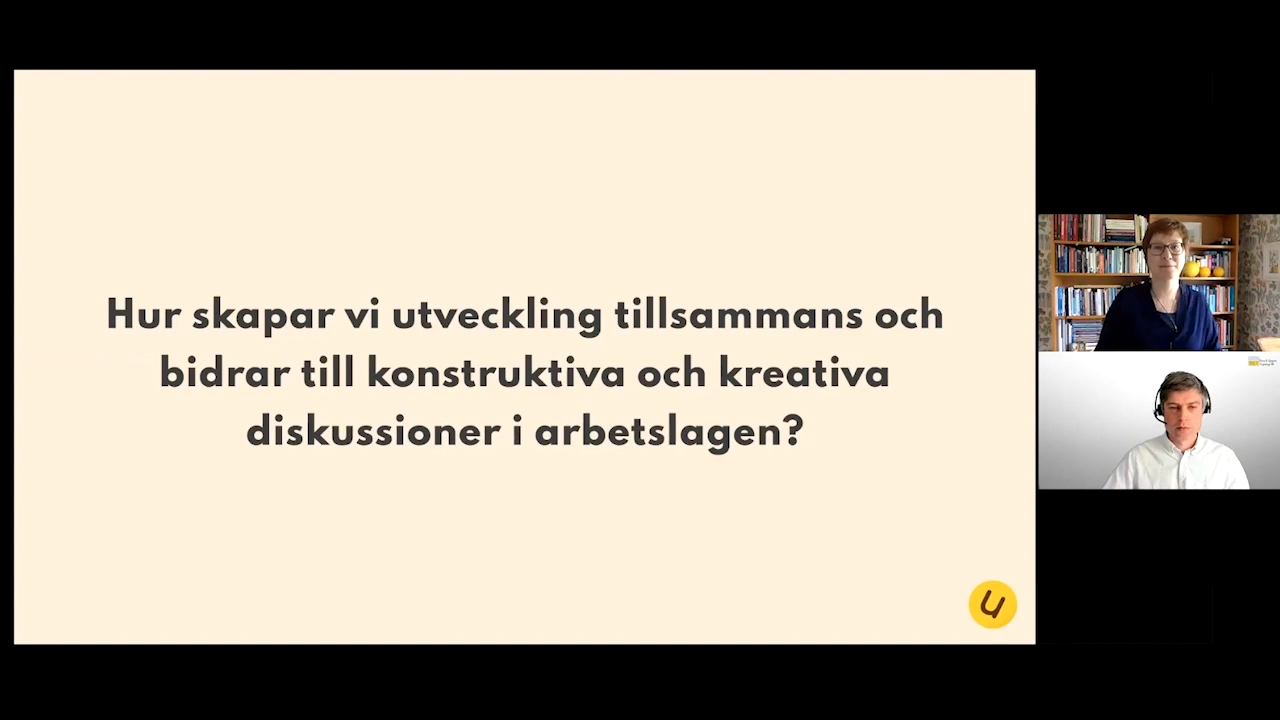 Hur skapar vi utveckling tillsammans och
bidrar till konstruktiva och kreativa
diskussioner i arbetslagen?
u